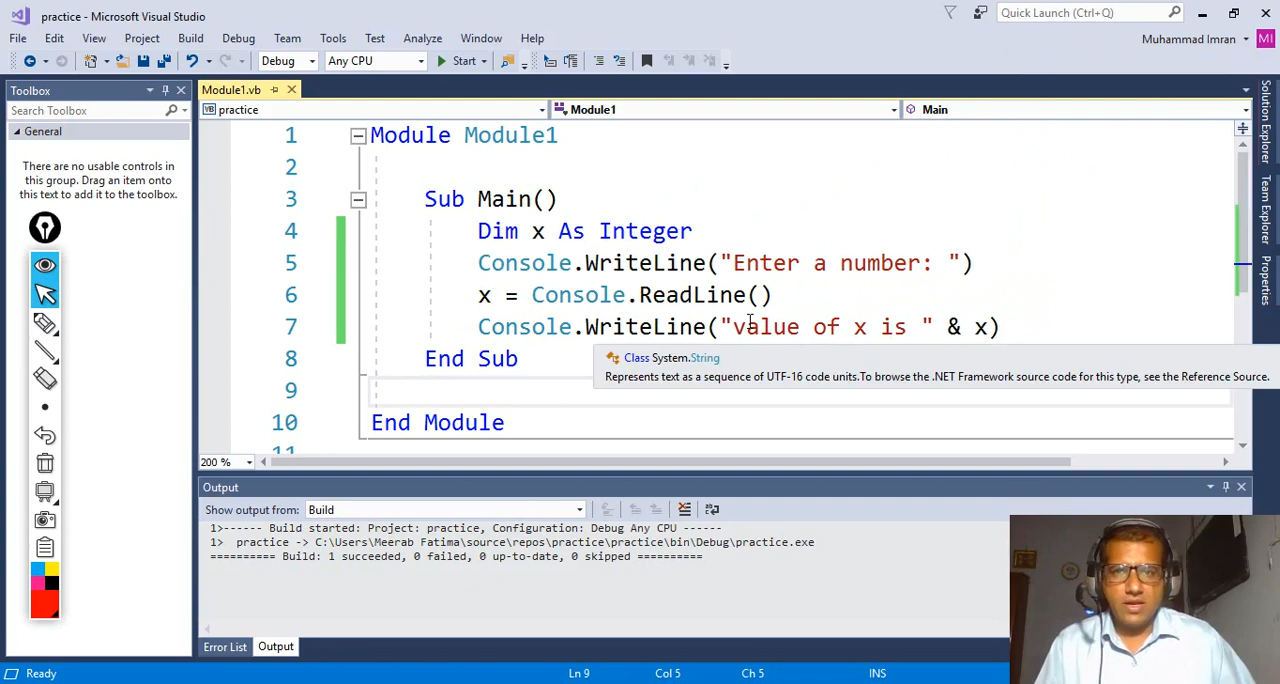 practice - Microsoft Visual Studio
Quick Launch (Ctrl+Q)
File Edit View Project Build Debug Team Tools Test Analyze Window Help
Muhammad Imran MI
Debug Any CPU Start
Toolbox
Search Toolbox
General
There are no usable controls in
this group. Drag an item onto
this text to add it to the toolbox.
Module1.vb
practice Module1 Main
1 Module Module1
2
3 Sub Main()
4 Dim x As Integer
5 Console.WriteLine("Enter a number: ")
6 x = Console.ReadLine()
7 Console.WriteLine("value of x is " & x)
8 End Sub
9
10 End Module
Class System.String
Represents text as a sequence of UTF-16 code units.To browse the .NET Framework source code for this type, see the Reference Source.
200 %
Output
Show output from: Build
1>------ Build started: Project: practice, Configuration: Debug Any CPU ------
1> practice -> C:\Users\Meerab Fatima\source\repos\practice\practice\bin\Debug\practice.exe
========== Build: 1 succeeded, 0 failed, 0 up-to-date, 0 skipped ==========
Error List Output
Ready Ln 9 Col 5 Ch 5 INS
Solution Explorer
Team Explorer
Properties